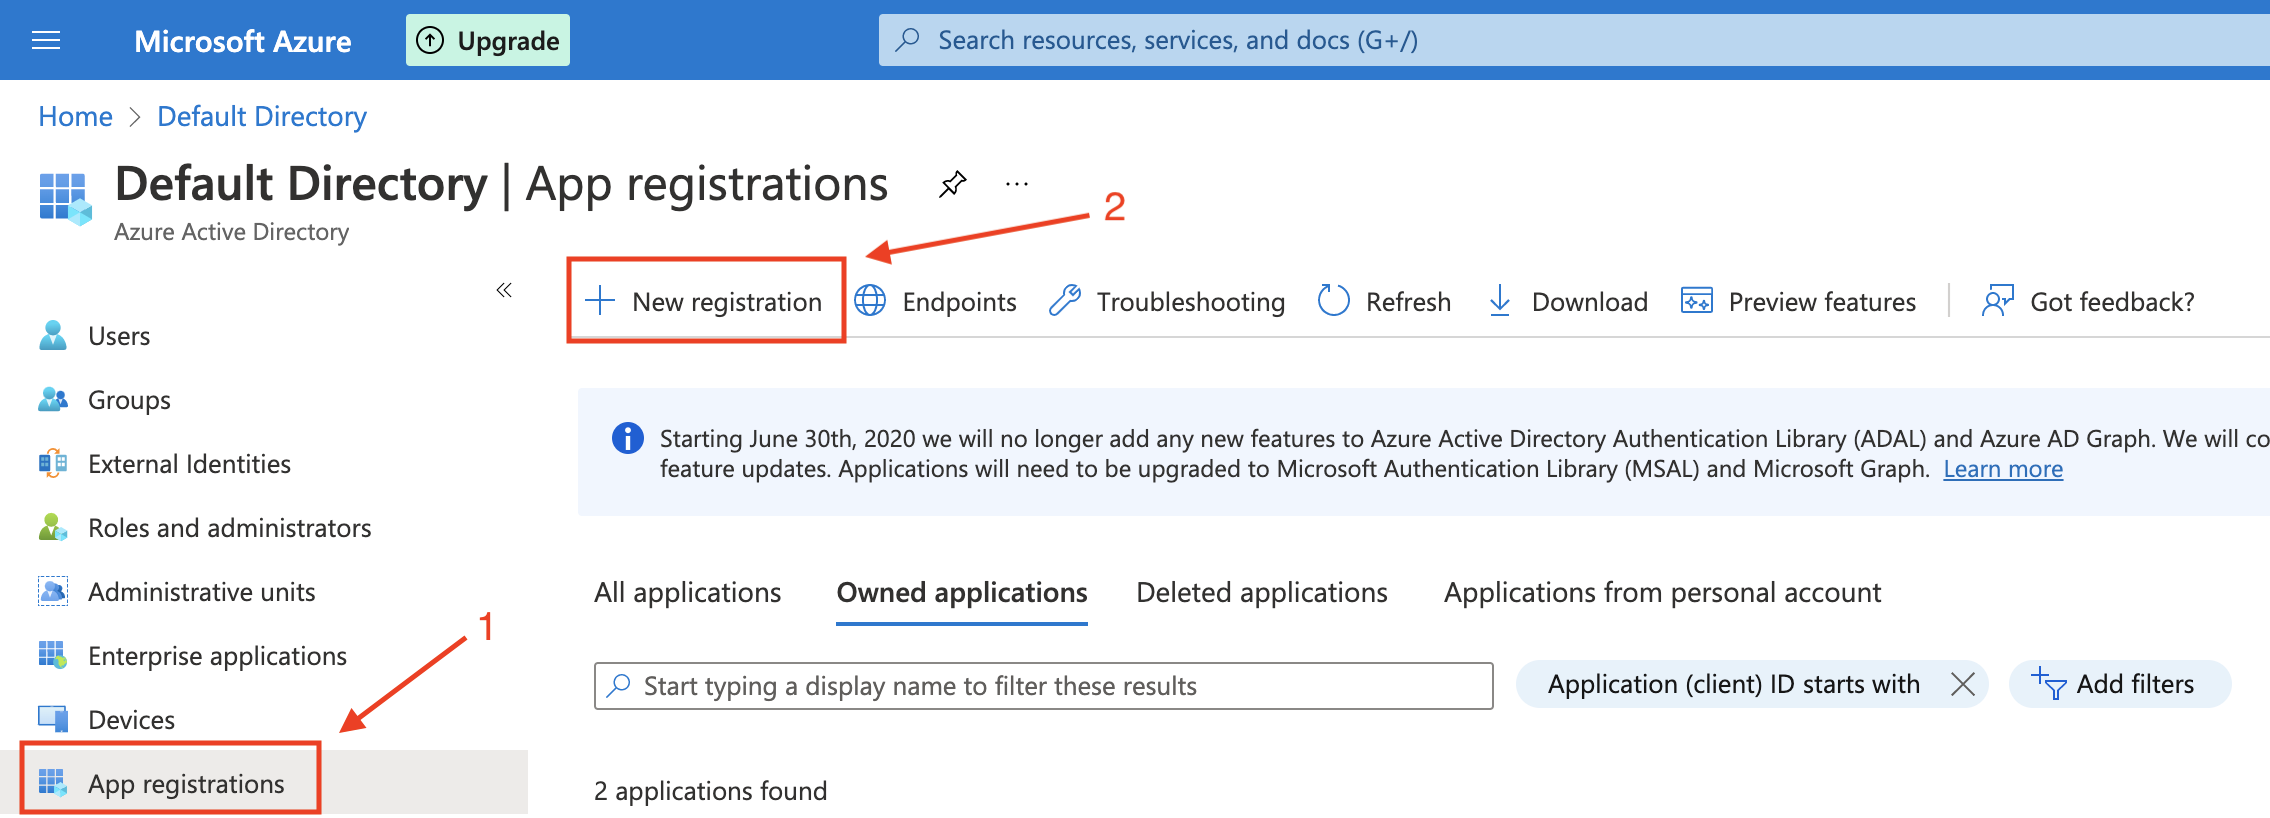 Microsoft Azure
Upgrade
Search resources, services, and docs (G+/)
Home > Default Directory
Default Directory | App registrations
...
Azure Active Directory
2
«
New registration
Endpoints
Troubleshooting
Refresh
Download
Preview features
Got feedback?
Users
Groups
External Identities
Roles and administrators
Administrative units
Enterprise applications
Devices
App registrations
1
Starting June 30th, 2020 we will no longer add any new features to Azure Active Directory Authentication Library (ADAL) and Azure AD Graph. We will co
feature updates. Applications will need to be upgraded to Microsoft Authentication Library (MSAL) and Microsoft Graph. Learn more
All applications
Owned applications
Deleted applications
Applications from personal account
Start typing a display name to filter these results
Application (client) ID starts with
Add filters
2 applications found